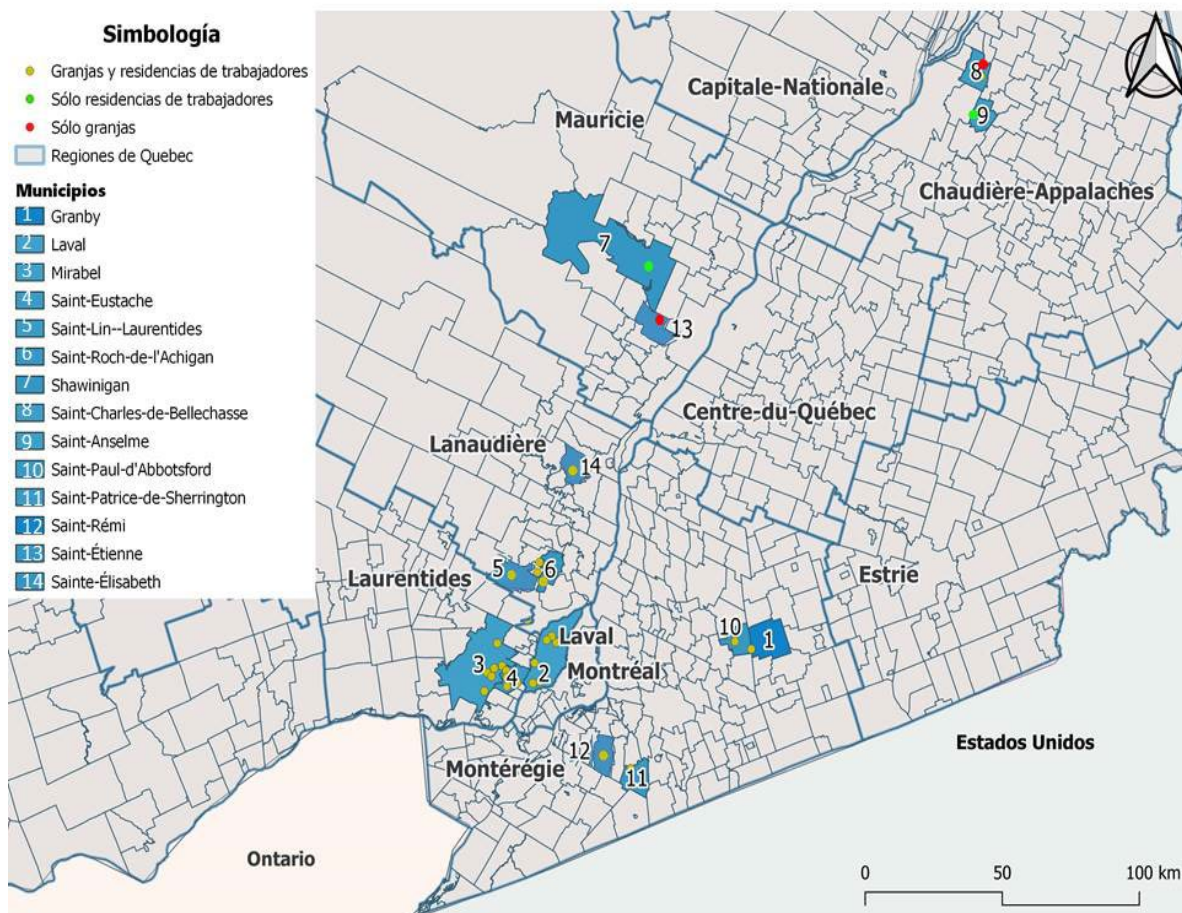 Simbología
Granjas y residencias de trabajadores
Sólo residencias de trabajadores
Sólo granjas
Regiones de Quebec
Municipios
1 Granby
2 Laval
3 Mirabel
4 Saint-Eustache
5 Saint-Lin--Laurentides
6 Saint-Roch-de-l'Achigan
7 Shawinigan
8 Saint-Charles-de-Bellechasse
9 Saint-Anselme
10 Saint-Paul-d'Abbotsford
11 Saint-Patrice-de-Sherrington
12 Saint-Rémi
13 Saint-Étienne
14 Sainte-Élisabeth
8
Capitale-Nationale
Mauricie
9
Chaudière-Appalaches
7
13
Centre-du-Québec
Lanaudière
14
5
6
Laurentides
Estrie
10
1
Laval
3
4
2
Montréal
12
11
Montérégie
Estados Unidos
Ontario
0 50 100 km